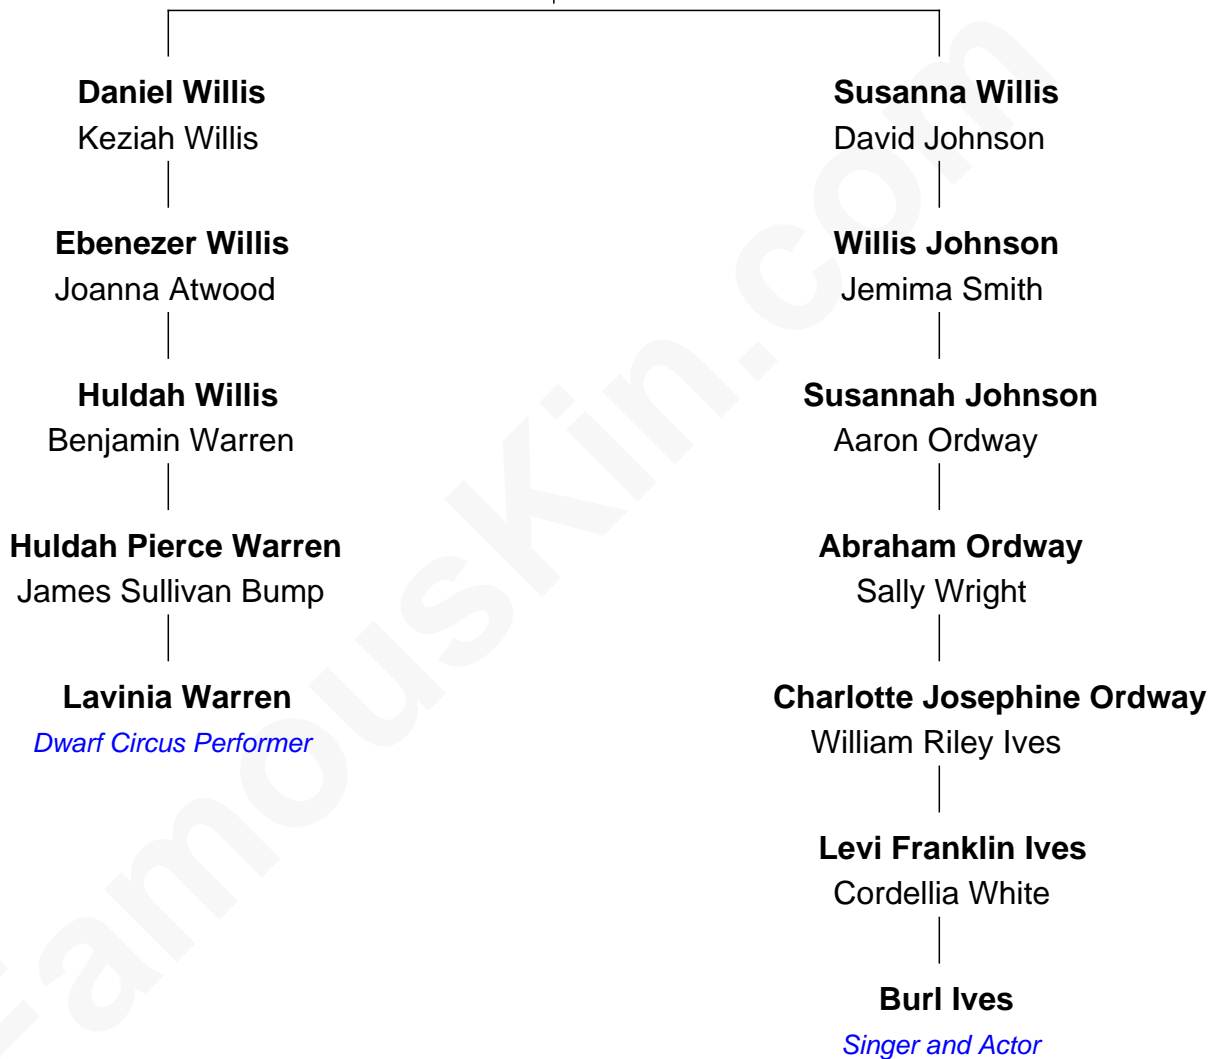 Daniel Willis
Keziah Willis
Ebenezer Willis
Joanna Atwood
Huldah Willis
Benjamin Warren
Huldah Pierce Warren
James Sullivan Bump
Lavinia Warren
Dwarf Circus Performer
Susanna Willis
David Johnson
Willis Johnson
Jemima Smith
Susannah Johnson
Aaron Ordway
Abraham Ordway
Sally Wright
Charlotte Josephine Ordway
William Riley Ives
Levi Franklin Ives
Cordellia White
Burl Ives
Singer and Actor
FamousKin.com